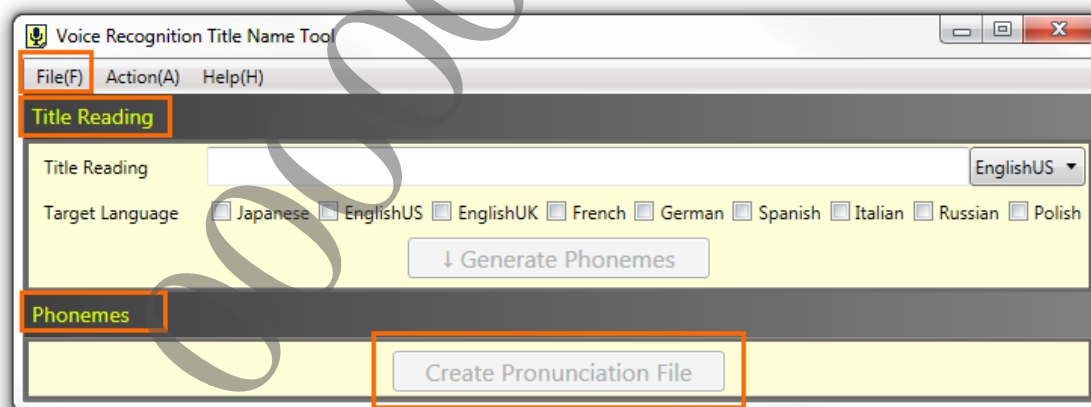 Voice Recognition Title Name Tool
File(F) Action(A) Help(H)
Title Reading
Title Reading EnglishUS
Target Language Japanese EnglishUS EnglishUK French German Spanish Italian Russian Polish
↓ Generate Phonemes
Phonemes
Create Pronunciation File